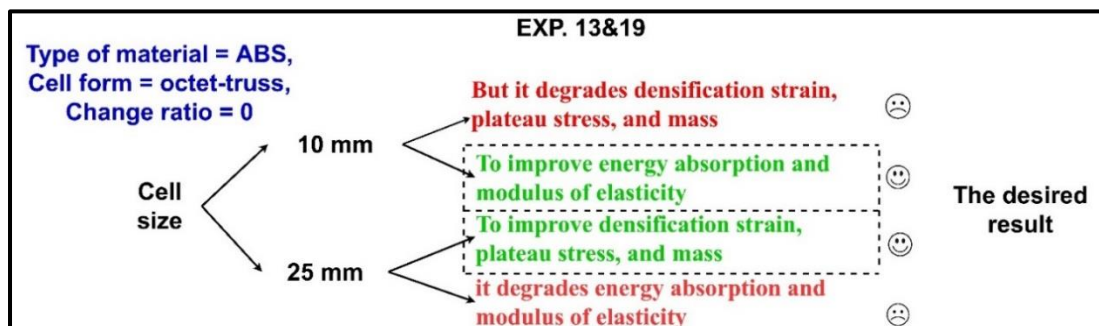 EXP. 13&19
Type of material = ABS,
Cell form = octet-truss,
Change ratio = 0
But it degrades densification strain,
plateau stress, and mass
10 mm
To improve energy absorption and
modulus of elasticity
Cell
size
The desired
result
To improve densification strain,
plateau stress, and mass
25 mm
it degrades energy absorption and
modulus of elasticity